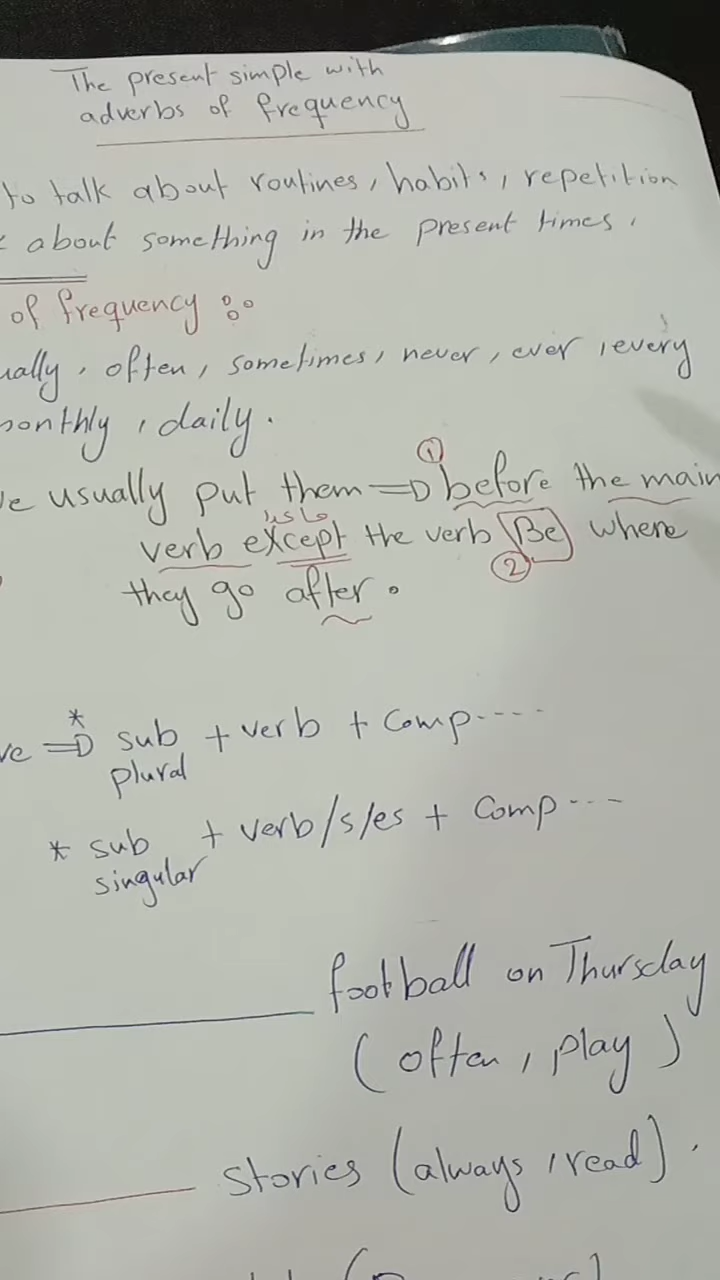 The present simple with
adverbs of frequency
to talk about routines, habits, repetition
about something in the present times.
of frequency :
often, sometimes, never, ever, every
daily.
usually put them ⇒ ① before the main
ماعدا
verb except the verb Be where
②
they go after.
⇒ * sub + verb + Comp....
plural
* sub + verb/s/es + Comp...
singular
football on Thursday
(often, play)
stories (always, read).